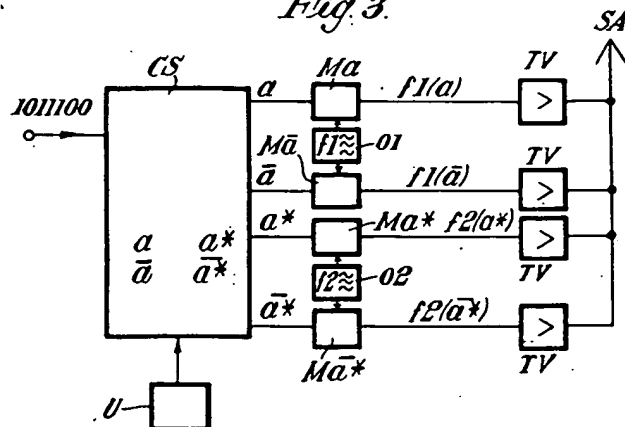 Fig. 3.
SA
CS
a
Ma
f1(a)
TV
>
1011100
f1≈
01
Mā
ā
f1(ā)
TV
>
a*
Ma*
f2(a*)
>
TV
a a*
ā a̅*̅
f2≈
02
a̅*̅
f2(a̅*̅)
>
TV
Ma̅*̅
U